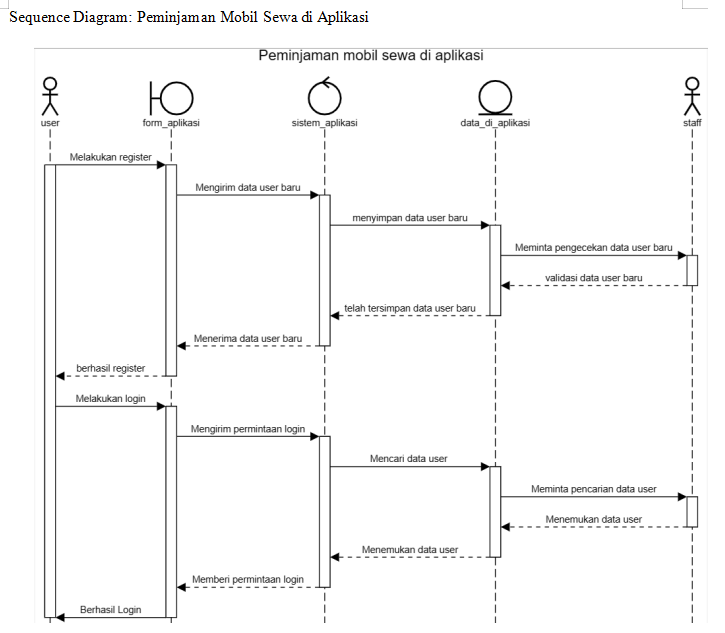 Sequence Diagram: Peminjaman Mobil Sewa di Aplikasi
Peminjaman mobil sewa di aplikasi
user
form_aplikasi
sistem_aplikasi
data_di_aplikasi
staff
Melakukan register
Mengirim data user baru
menyimpan data user baru
Meminta pengecekan data user baru
validasi data user baru
telah tersimpan data user baru
Menerima data user baru
berhasil register
Melakukan login
Mengirim permintaan login
Mencari data user
Meminta pencarian data user
Menemukan data user
Menemukan data user
Memberi permintaan login
Berhasil Login